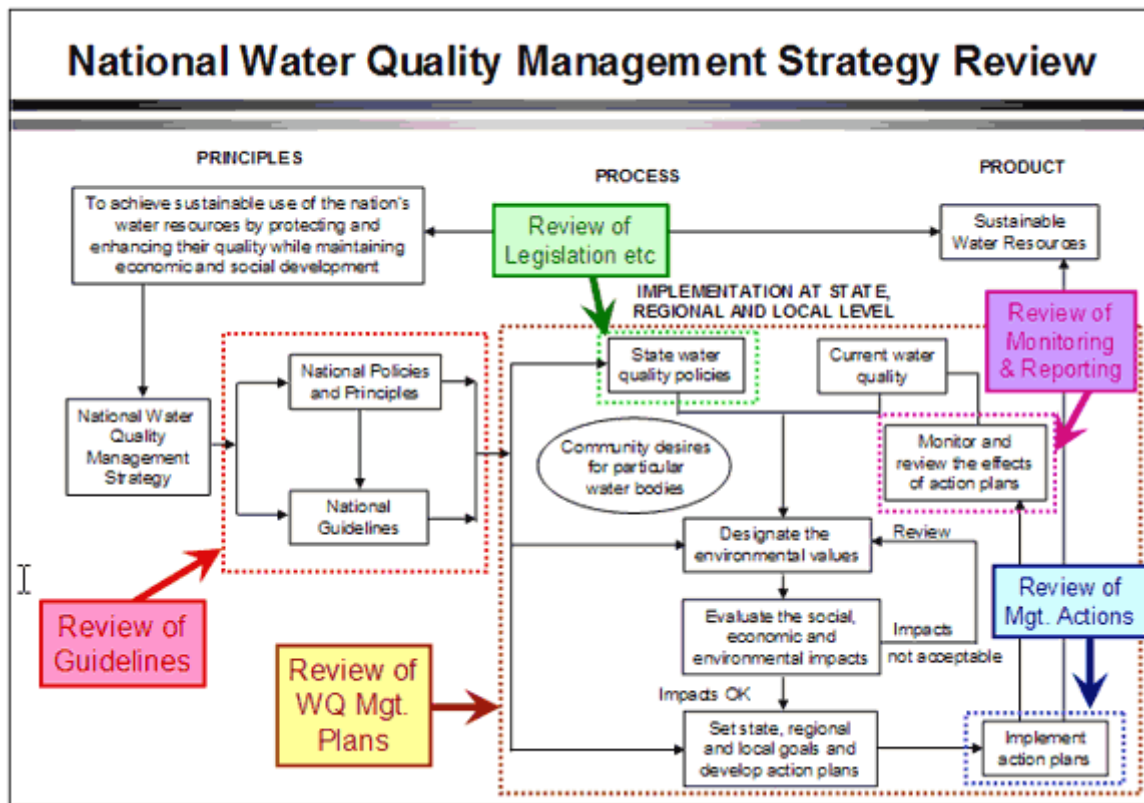 National Water Quality Management Strategy Review
PRINCIPLES
PROCESS
PRODUCT
To achieve sustainable use of the nation's
water resources by protecting and
enhancing their quality while maintaining
economic and social development
Review of
Legislation etc
Sustainable
Water Resources
IMPLEMENTATION AT STATE,
REGIONAL AND LOCAL LEVEL
Review of
Monitoring
& Reporting
National Policies
and Principles
State water
quality policies
Current water
quality
National Water
Quality
Management
Strategy
Community desires
for particular
water bodies
Monitor and
review the effects
of action plans
National
Guidelines
Designate the
environmental values
Review
Review of
Mgt. Actions
Review of
Guidelines
Evaluate the social,
economic and
environmental impacts
Impacts
not acceptable
Review of
WQ Mgt.
Plans
Impacts OK
Set state, regional
and local goals and
develop action plans
Implement
action plans